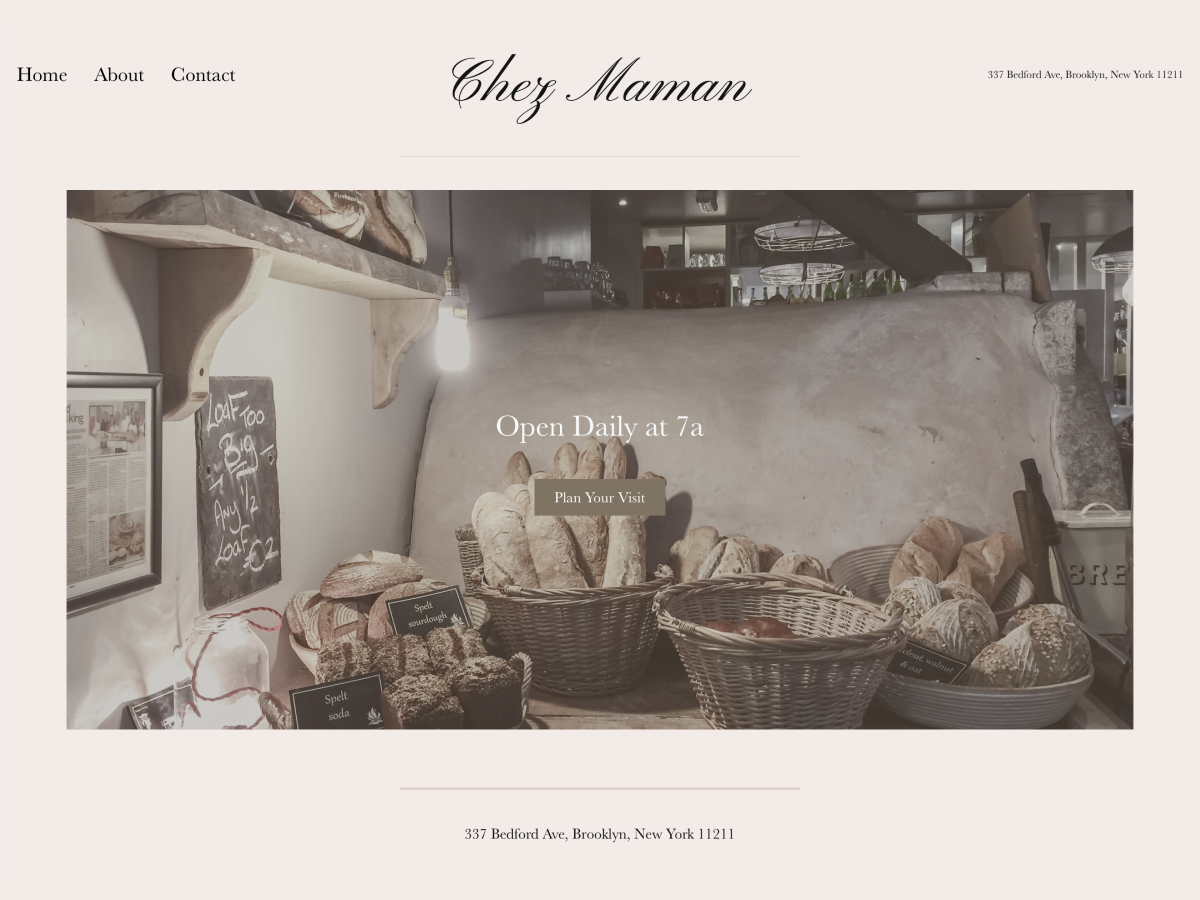 Home About Contact
Chez Maman
337 Bedford Ave, Brooklyn, New York 11211
Loaf Too
Big
Any 1/2
Loaf
Open Daily at 7a
Plan Your Visit
BRE
Spelt
sourdough
walnut
& oat
Spelt
soda
337 Bedford Ave, Brooklyn, New York 11211